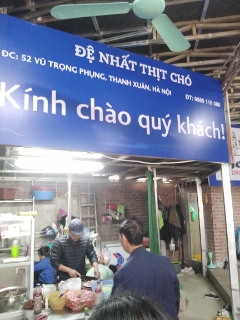 ĐỆ NHẤT THỊT CHÓ
ĐC: 52 VŨ TRỌNG PHỤNG, THANH XUÂN, HÀ NỘI
Kính chào quý khách!